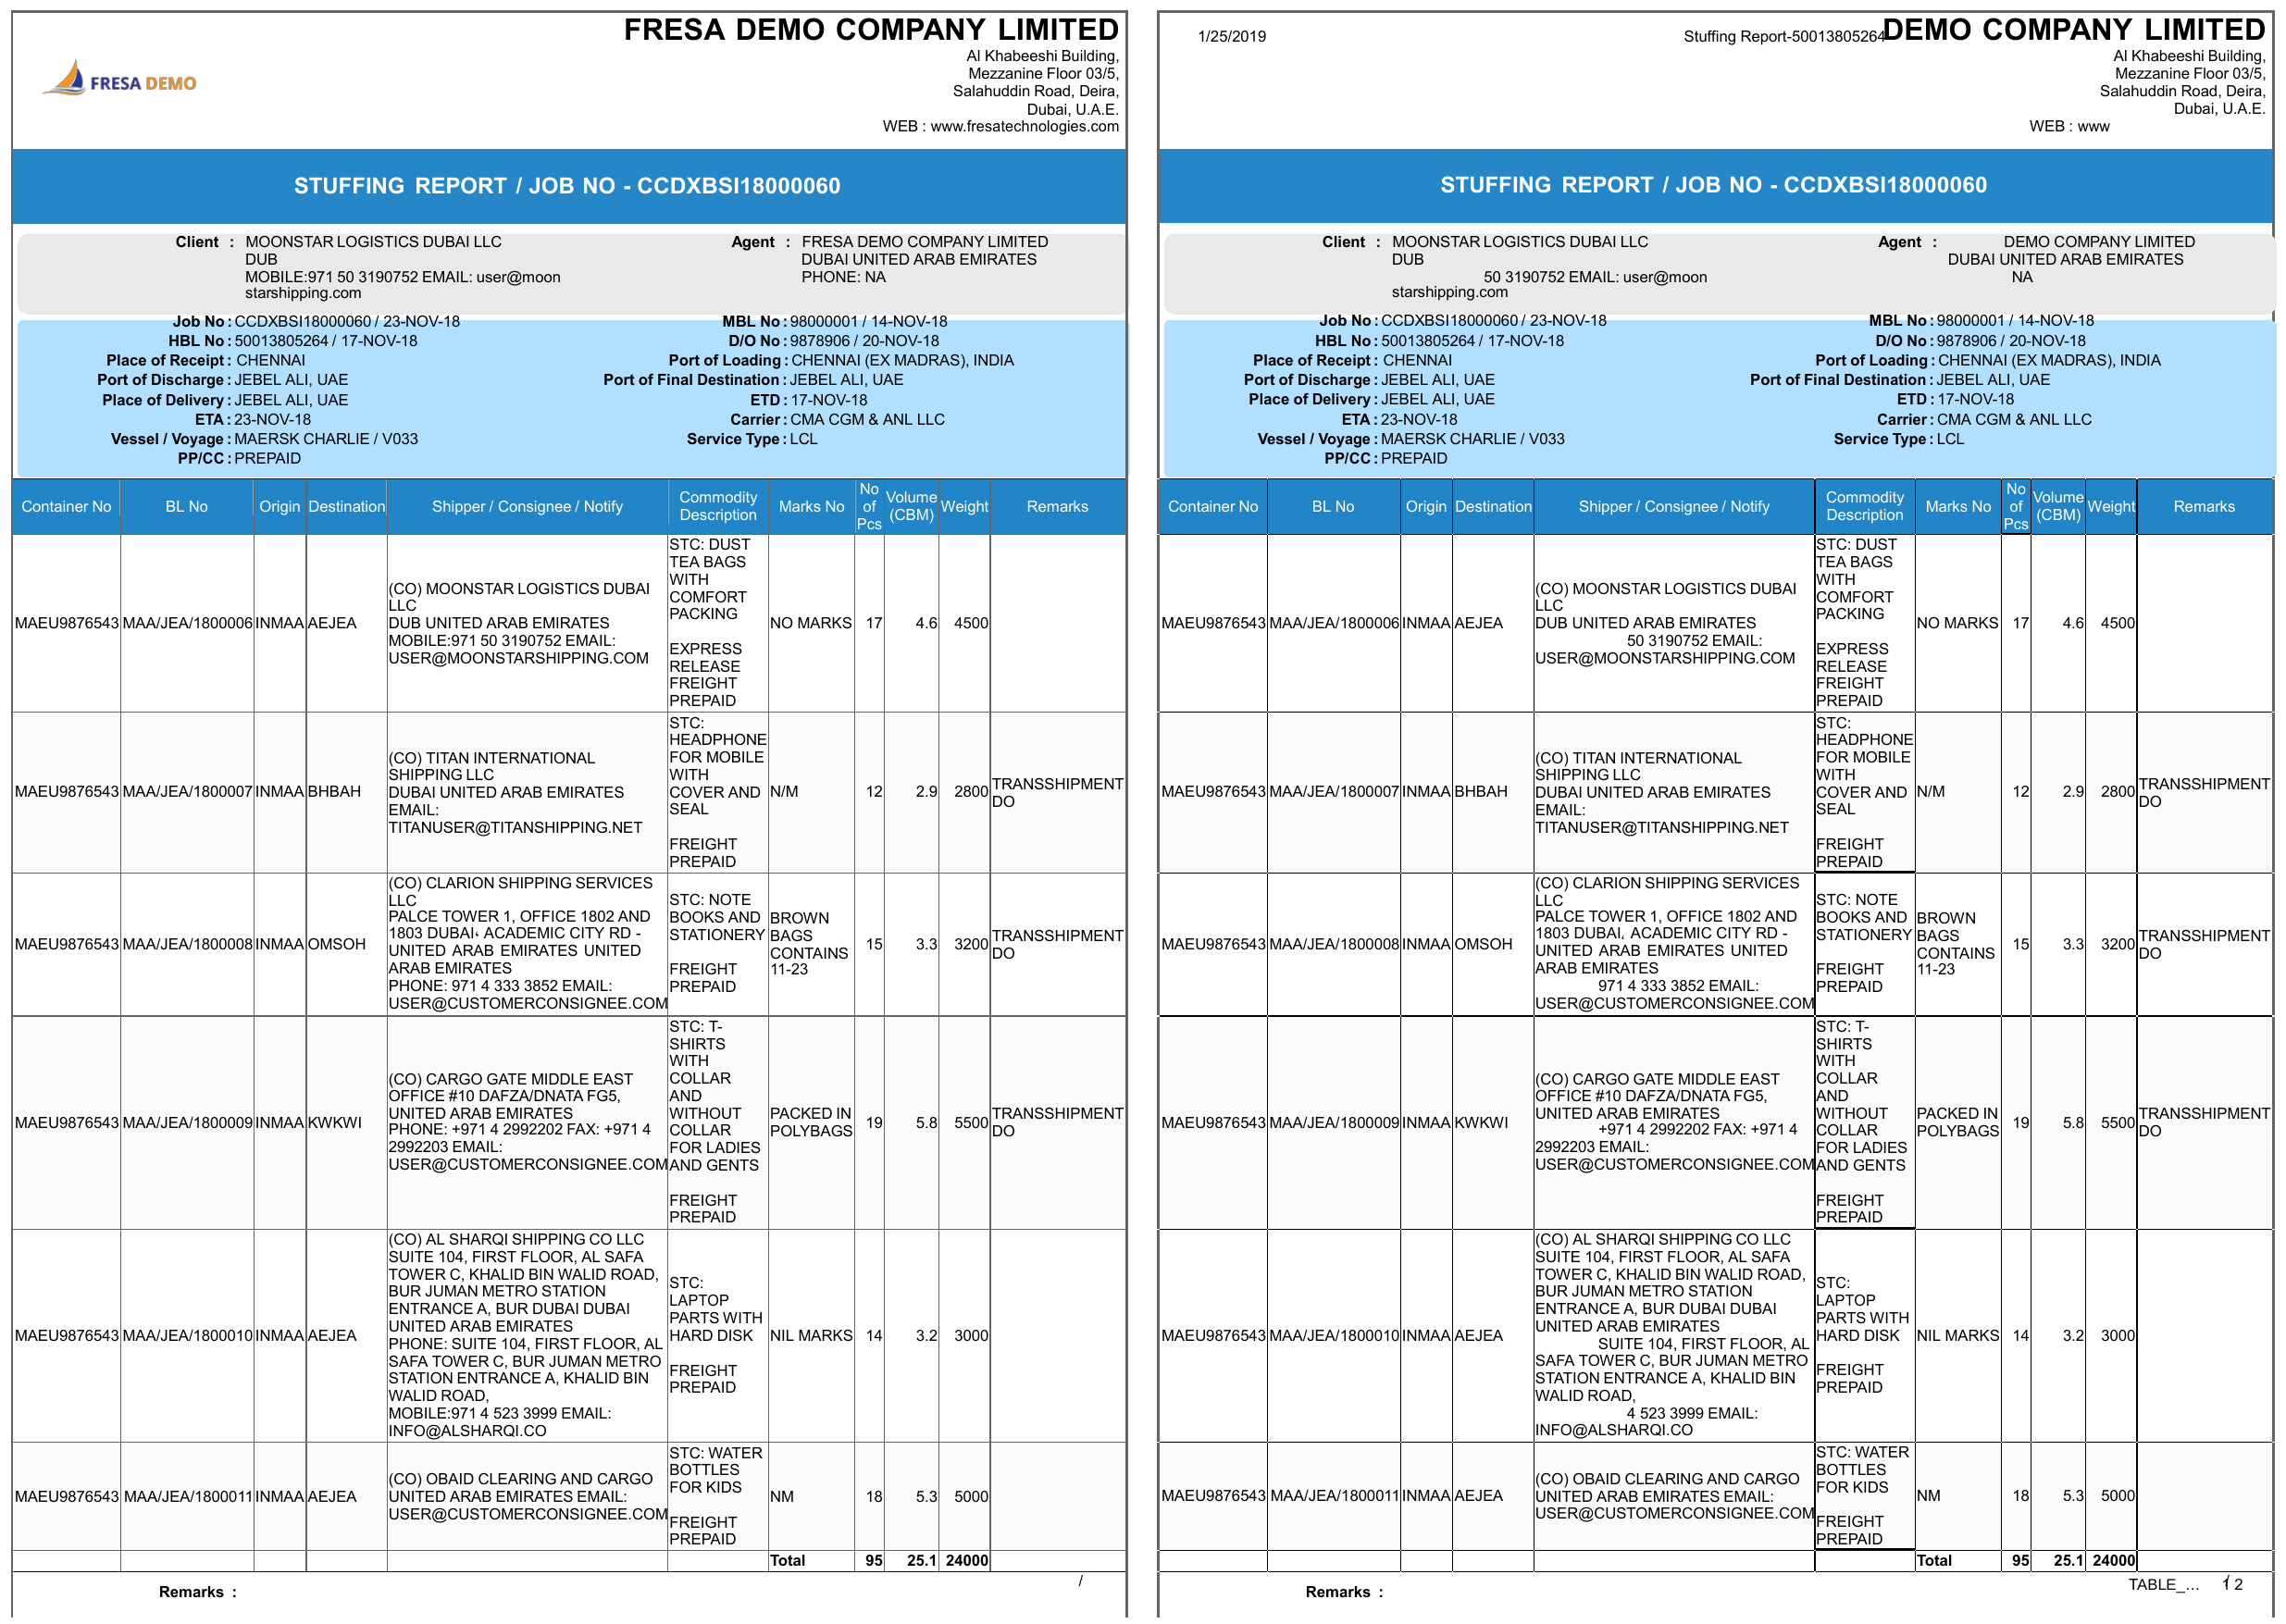 FRESA DEMO COMPANY LIMITED
Al Khabeeshi Building,
Mezzanine Floor 03/5,
Salahuddin Road, Deira,
Dubai, U.A.E.
WEB : www.fresatechnologies.com
FRESA DEMO
STUFFING REPORT / JOB NO - CCDXBSI18000060
Client : MOONSTAR LOGISTICS DUBAI LLC
DUB
MOBILE:971 50 3190752 EMAIL: user@moon
starshipping.com
Agent : FRESA DEMO COMPANY LIMITED
DUBAI UNITED ARAB EMIRATES
PHONE: NA
Job No : CCDXBSI18000060 / 23-NOV-18
HBL No : 50013805264 / 17-NOV-18
Place of Receipt : CHENNAI
Port of Discharge : JEBEL ALI, UAE
Place of Delivery : JEBEL ALI, UAE
ETA : 23-NOV-18
Vessel / Voyage : MAERSK CHARLIE / V033
PP/CC : PREPAID
MBL No : 98000001 / 14-NOV-18
D/O No : 9878906 / 20-NOV-18
Port of Loading : CHENNAI (EX MADRAS), INDIA
Port of Final Destination : JEBEL ALI, UAE
ETD : 17-NOV-18
Carrier : CMA CGM & ANL LLC
Service Type : LCL
Container No
BL No
Origin
Destination
Shipper / Consignee / Notify
Commodity
Description
Marks No
No
of
Pcs
Volume
(CBM)
Weight
Remarks
MAEU9876543
MAA/JEA/1800006
INMAA
AEJEA
(CO) MOONSTAR LOGISTICS DUBAI
LLC
DUB UNITED ARAB EMIRATES
MOBILE:971 50 3190752 EMAIL:
USER@MOONSTARSHIPPING.COM
STC: DUST
TEA BAGS
WITH
COMFORT
PACKING
EXPRESS
RELEASE
FREIGHT
PREPAID
NO MARKS
17
4.6
4500
MAEU9876543
MAA/JEA/1800007
INMAA
BHBAH
(CO) TITAN INTERNATIONAL
SHIPPING LLC
DUBAI UNITED ARAB EMIRATES
EMAIL:
TITANUSER@TITANSHIPPING.NET
STC:
HEADPHONE
FOR MOBILE
WITH
COVER AND
SEAL
FREIGHT
PREPAID
N/M
12
2.9
2800
TRANSSHIPMENT
DO
MAEU9876543
MAA/JEA/1800008
INMAA
OMSOH
(CO) CLARION SHIPPING SERVICES
LLC
PALCE TOWER 1, OFFICE 1802 AND
1803 DUBAI، ACADEMIC CITY RD -
UNITED ARAB EMIRATES UNITED
ARAB EMIRATES
PHONE: 971 4 333 3852 EMAIL:
USER@CUSTOMERCONSIGNEE.COM
STC: NOTE
BOOKS AND
STATIONERY
FREIGHT
PREPAID
BROWN
BAGS
CONTAINS
11-23
15
3.3
3200
TRANSSHIPMENT
DO
MAEU9876543
MAA/JEA/1800009
INMAA
KWKWI
(CO) CARGO GATE MIDDLE EAST
OFFICE #10 DAFZA/DNATA FG5,
UNITED ARAB EMIRATES
PHONE: +971 4 2992202 FAX: +971 4
2992203 EMAIL:
USER@CUSTOMERCONSIGNEE.COM
STC: T-
SHIRTS
WITH
COLLAR
AND
WITHOUT
COLLAR
FOR LADIES
AND GENTS
FREIGHT
PREPAID
PACKED IN
POLYBAGS
19
5.8
5500
TRANSSHIPMENT
DO
MAEU9876543
MAA/JEA/1800010
INMAA
AEJEA
(CO) AL SHARQI SHIPPING CO LLC
SUITE 104, FIRST FLOOR, AL SAFA
TOWER C, KHALID BIN WALID ROAD,
BUR JUMAN METRO STATION
ENTRANCE A, BUR DUBAI DUBAI
UNITED ARAB EMIRATES
PHONE: SUITE 104, FIRST FLOOR, AL
SAFA TOWER C, BUR JUMAN METRO
STATION ENTRANCE A, KHALID BIN
WALID ROAD,
MOBILE:971 4 523 3999 EMAIL:
INFO@ALSHARQI.CO
STC:
LAPTOP
PARTS WITH
HARD DISK
FREIGHT
PREPAID
NIL MARKS
14
3.2
3000
MAEU9876543
MAA/JEA/1800011
INMAA
AEJEA
(CO) OBAID CLEARING AND CARGO
UNITED ARAB EMIRATES EMAIL:
USER@CUSTOMERCONSIGNEE.COM
STC: WATER
BOTTLES
FOR KIDS
FREIGHT
PREPAID
NM
18
5.3
5000
Total 95 25.1 24000
/
Remarks :
1/25/2019
Stuffing Report-50013805264
DEMO COMPANY LIMITED
Al Khabeeshi Building,
Mezzanine Floor 03/5,
Salahuddin Road, Deira,
Dubai, U.A.E.
WEB : www
STUFFING REPORT / JOB NO - CCDXBSI18000060
Client : MOONSTAR LOGISTICS DUBAI LLC
DUB
50 3190752 EMAIL: user@moon
starshipping.com
Agent : DEMO COMPANY LIMITED
DUBAI UNITED ARAB EMIRATES
NA
Job No : CCDXBSI18000060 / 23-NOV-18
HBL No : 50013805264 / 17-NOV-18
Place of Receipt : CHENNAI
Port of Discharge : JEBEL ALI, UAE
Place of Delivery : JEBEL ALI, UAE
ETA : 23-NOV-18
Vessel / Voyage : MAERSK CHARLIE / V033
PP/CC : PREPAID
MBL No : 98000001 / 14-NOV-18
D/O No : 9878906 / 20-NOV-18
Port of Loading : CHENNAI (EX MADRAS), INDIA
Port of Final Destination : JEBEL ALI, UAE
ETD : 17-NOV-18
Carrier : CMA CGM & ANL LLC
Service Type : LCL
Container No
BL No
Origin
Destination
Shipper / Consignee / Notify
Commodity
Description
Marks No
No
of
Pcs
Volume
(CBM)
Weight
Remarks
MAEU9876543
MAA/JEA/1800006
INMAA
AEJEA
(CO) MOONSTAR LOGISTICS DUBAI
LLC
DUB UNITED ARAB EMIRATES
50 3190752 EMAIL:
USER@MOONSTARSHIPPING.COM
STC: DUST
TEA BAGS
WITH
COMFORT
PACKING
EXPRESS
RELEASE
FREIGHT
PREPAID
NO MARKS
17
4.6
4500
MAEU9876543
MAA/JEA/1800007
INMAA
BHBAH
(CO) TITAN INTERNATIONAL
SHIPPING LLC
DUBAI UNITED ARAB EMIRATES
EMAIL:
TITANUSER@TITANSHIPPING.NET
STC:
HEADPHONE
FOR MOBILE
WITH
COVER AND
SEAL
FREIGHT
PREPAID
N/M
12
2.9
2800
TRANSSHIPMENT
DO
MAEU9876543
MAA/JEA/1800008
INMAA
OMSOH
(CO) CLARION SHIPPING SERVICES
LLC
PALCE TOWER 1, OFFICE 1802 AND
1803 DUBAI, ACADEMIC CITY RD -
UNITED ARAB EMIRATES UNITED
ARAB EMIRATES
971 4 333 3852 EMAIL:
USER@CUSTOMERCONSIGNEE.COM
STC: NOTE
BOOKS AND
STATIONERY
FREIGHT
PREPAID
BROWN
BAGS
CONTAINS
11-23
15
3.3
3200
TRANSSHIPMENT
DO
MAEU9876543
MAA/JEA/1800009
INMAA
KWKWI
(CO) CARGO GATE MIDDLE EAST
OFFICE #10 DAFZA/DNATA FG5,
UNITED ARAB EMIRATES
+971 4 2992202 FAX: +971 4
2992203 EMAIL:
USER@CUSTOMERCONSIGNEE.COM
STC: T-
SHIRTS
WITH
COLLAR
AND
WITHOUT
COLLAR
FOR LADIES
AND GENTS
FREIGHT
PREPAID
PACKED IN
POLYBAGS
19
5.8
5500
TRANSSHIPMENT
DO
MAEU9876543
MAA/JEA/1800010
INMAA
AEJEA
(CO) AL SHARQI SHIPPING CO LLC
SUITE 104, FIRST FLOOR, AL SAFA
TOWER C, KHALID BIN WALID ROAD,
BUR JUMAN METRO STATION
ENTRANCE A, BUR DUBAI DUBAI
UNITED ARAB EMIRATES
SUITE 104, FIRST FLOOR, AL
SAFA TOWER C, BUR JUMAN METRO
STATION ENTRANCE A, KHALID BIN
WALID ROAD,
4 523 3999 EMAIL:
INFO@ALSHARQI.CO
STC:
LAPTOP
PARTS WITH
HARD DISK
FREIGHT
PREPAID
NIL MARKS
14
3.2
3000
MAEU9876543
MAA/JEA/1800011
INMAA
AEJEA
(CO) OBAID CLEARING AND CARGO
UNITED ARAB EMIRATES EMAIL:
USER@CUSTOMERCONSIGNEE.COM
STC: WATER
BOTTLES
FOR KIDS
FREIGHT
PREPAID
NM
18
5.3
5000
Total 95 25.1 24000
TABLE_... 1/2
Remarks :